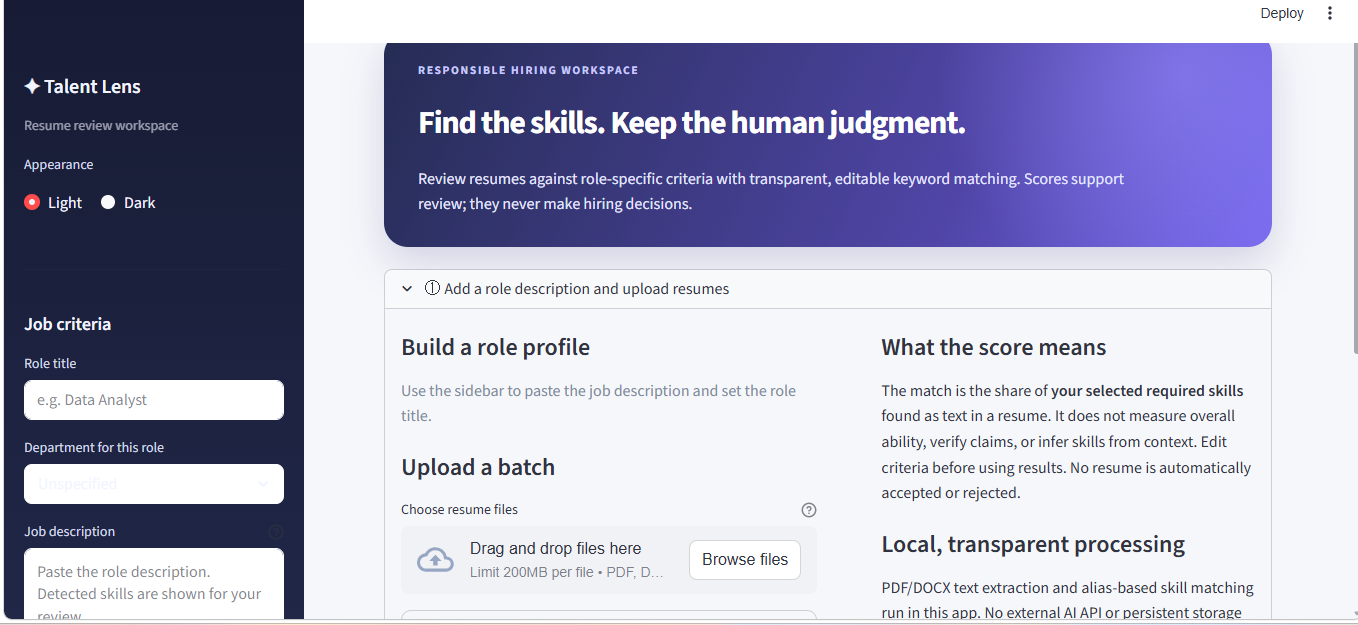 Deploy
Talent Lens
Resume review workspace
Appearance
Light Dark
Job criteria
Role title
e.g. Data Analyst
Department for this role
Unspecified
Job description
Paste the role description.
Detected skills are shown for your
review.
RESPONSIBLE HIRING WORKSPACE
Find the skills. Keep the human judgment.
Review resumes against role-specific criteria with transparent, editable keyword matching. Scores support
review; they never make hiring decisions.
① Add a role description and upload resumes
Build a role profile
Use the sidebar to paste the job description and set the role
title.
Upload a batch
Choose resume files
Drag and drop files here
Limit 200MB per file • PDF, D…
Browse files
What the score means
The match is the share of your selected required skills
found as text in a resume. It does not measure overall
ability, verify claims, or infer skills from context. Edit
criteria before using results. No resume is automatically
accepted or rejected.
Local, transparent processing
PDF/DOCX text extraction and alias-based skill matching
run in this app. No external AI API or persistent storage